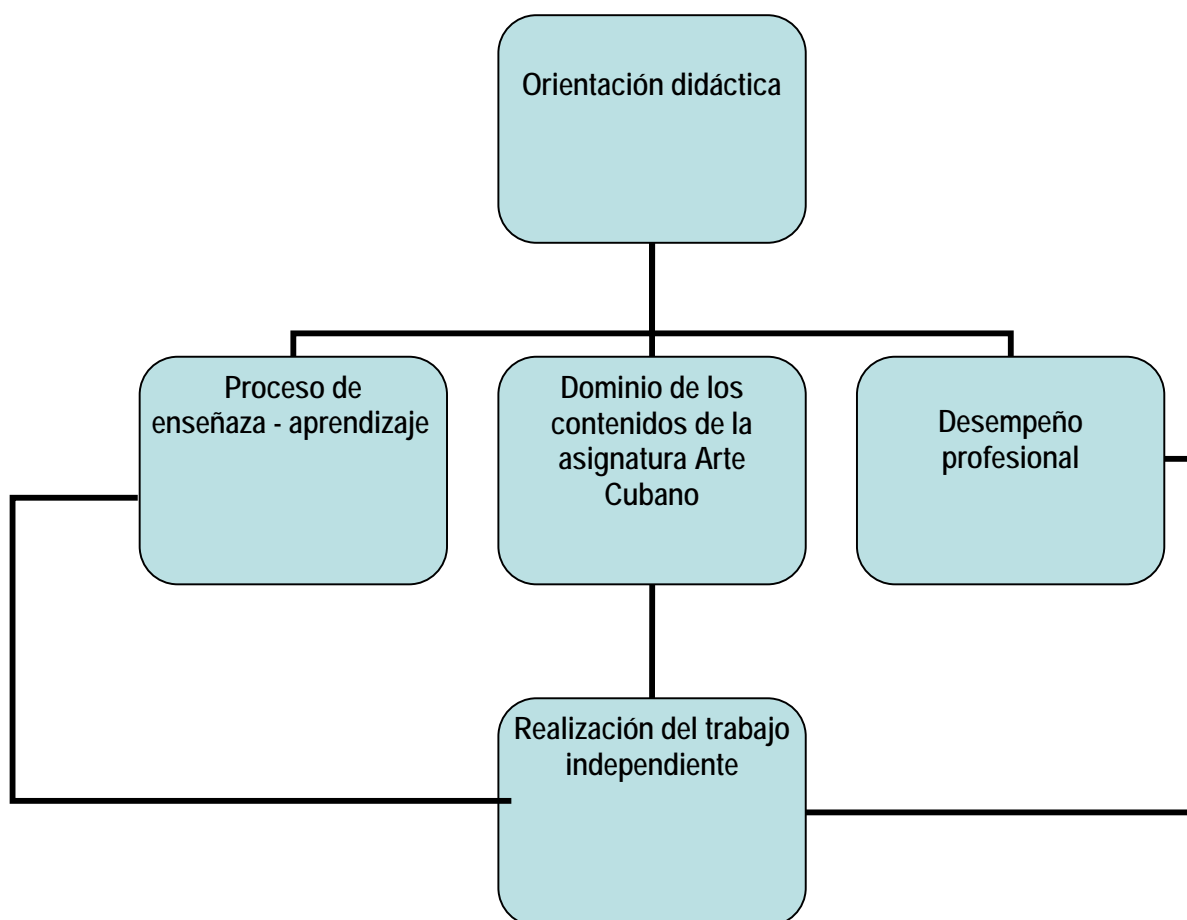 Orientación didáctica
Proceso de
enseñaza - aprendizaje
Dominio de los
contenidos de la
asignatura Arte
Cubano
Desempeño
profesional
Realización del trabajo
independiente